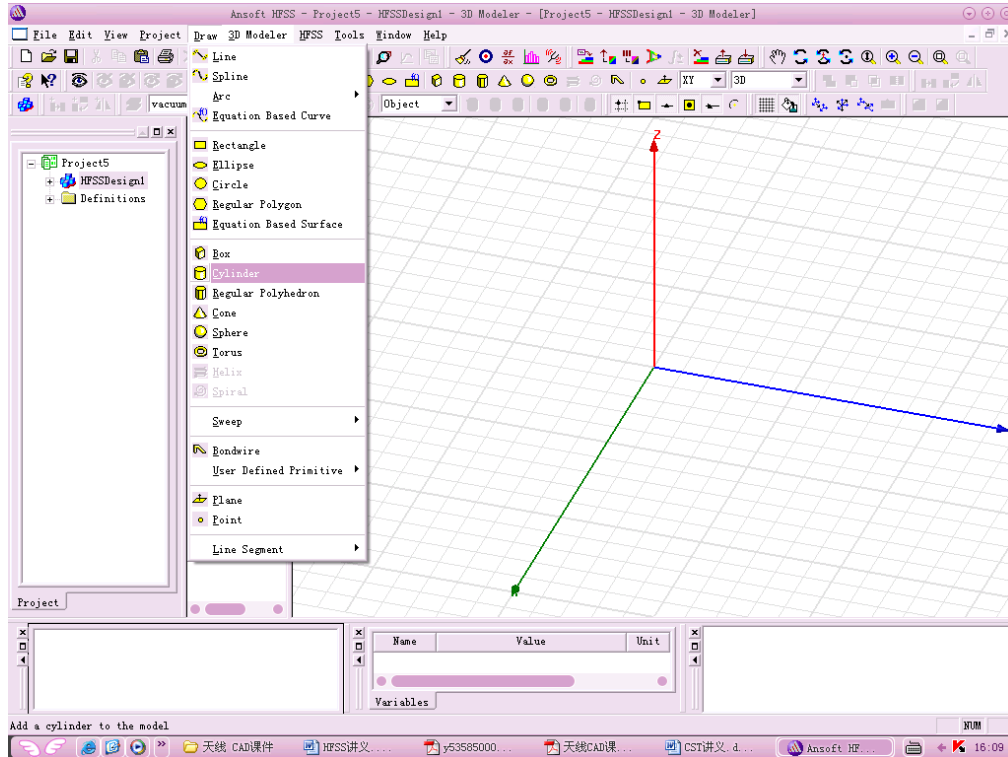 Ansoft HFSS - Project5 - HFSSDesign1 - 3D Modeler - [Project5 - HFSSDesign1 - 3D Modeler]
File Edit View Project Draw 3D Modeler HFSS Tools Window Help
XY 3D
vacuum Object
Line
Spline
Arc
Equation Based Curve
Rectangle
Ellipse
Circle
Regular Polygon
Equation Based Surface
Box
Cylinder
Regular Polyhedron
Cone
Sphere
Torus
Helix
Spiral
Sweep
Bondwire
User Defined Primitive
Plane
Point
Line Segment
Project5
HFSSDesign1
Definitions
Project
Z
Name Value Unit
Variables
Add a cylinder to the model NUM
天线 CAD课件 HFSS讲义.... y53585000... 天线CAD课... CST讲义. d... Ansoft HF... 16:09